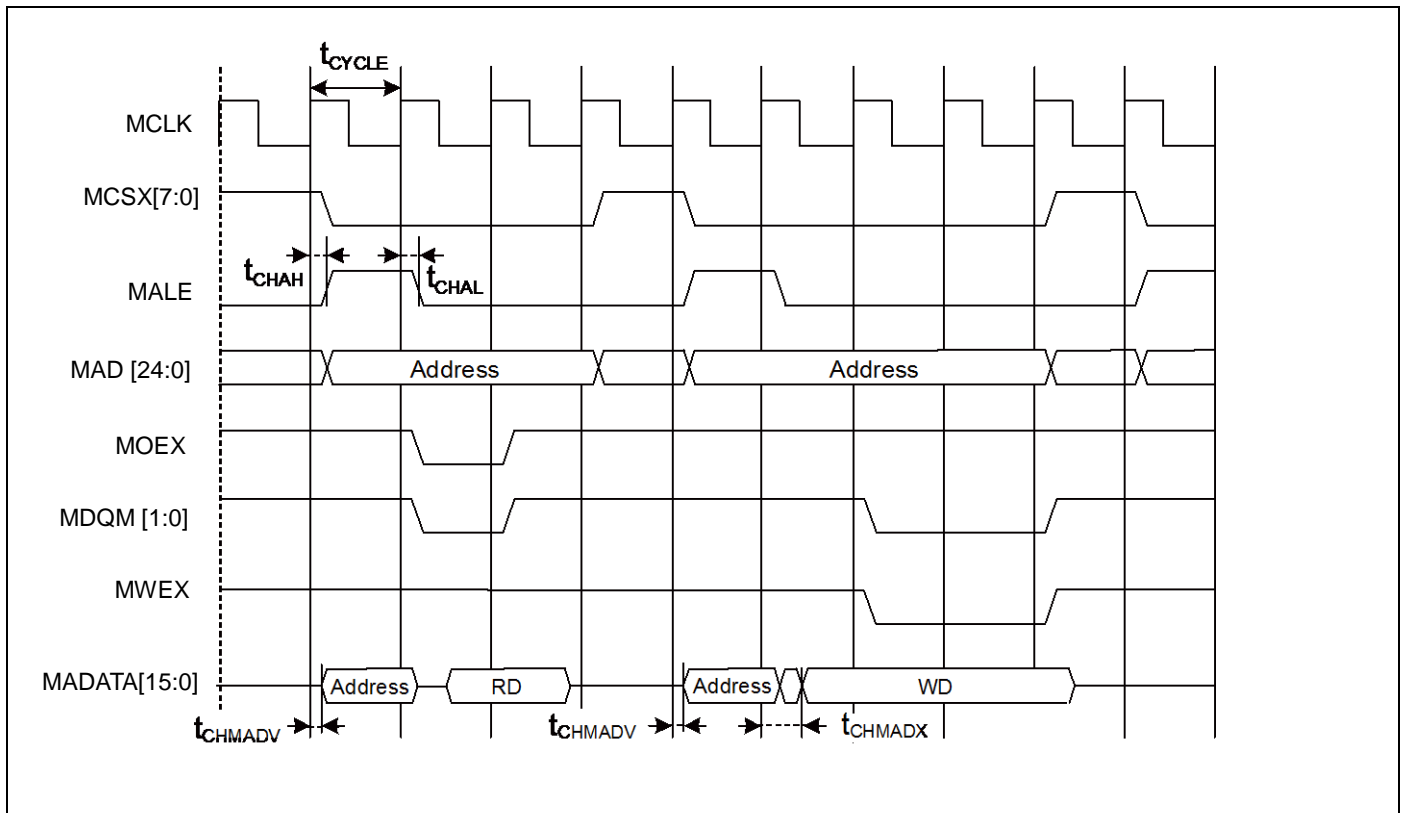 tCYCLE
MCLK
MCSX[7:0]
tCHAH
tCHAL
MALE
MAD [24:0]
Address
Address
MOEX
MDQM [1:0]
MWEX
MADATA[15:0]
Address
RD
Address
WD
tCHMADV
tCHMADV
tCHMADX